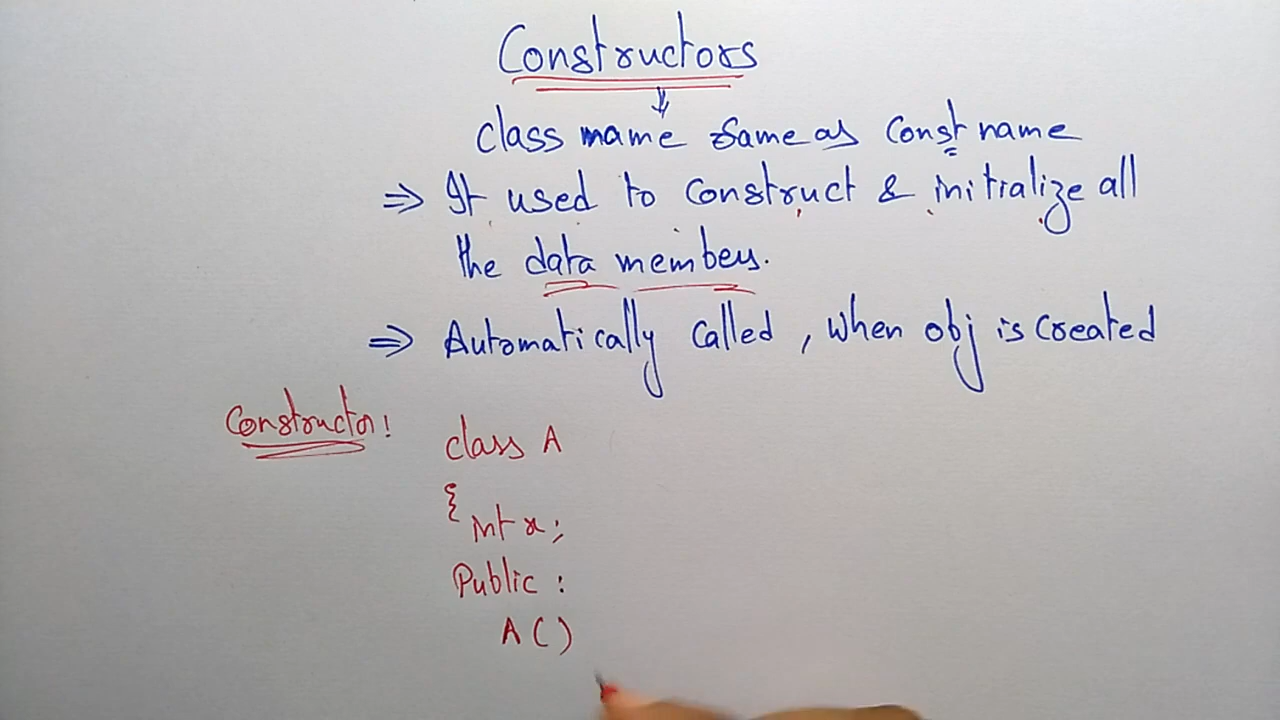 Constructors
↓
class name same as Const name
⇒ It used to construct & initialize all
the data members.
⇒ Automatically called, when obj is created
Constructor:
class A
{
int x;
Public :
A()